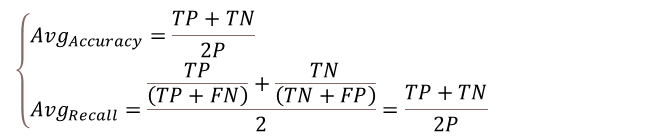 Avg_Accuracy = (TP + TN) / 2P
Avg_Recall = (TP / (TP + FN) + TN / (TN + FP)) / 2 = (TP + TN) / 2P